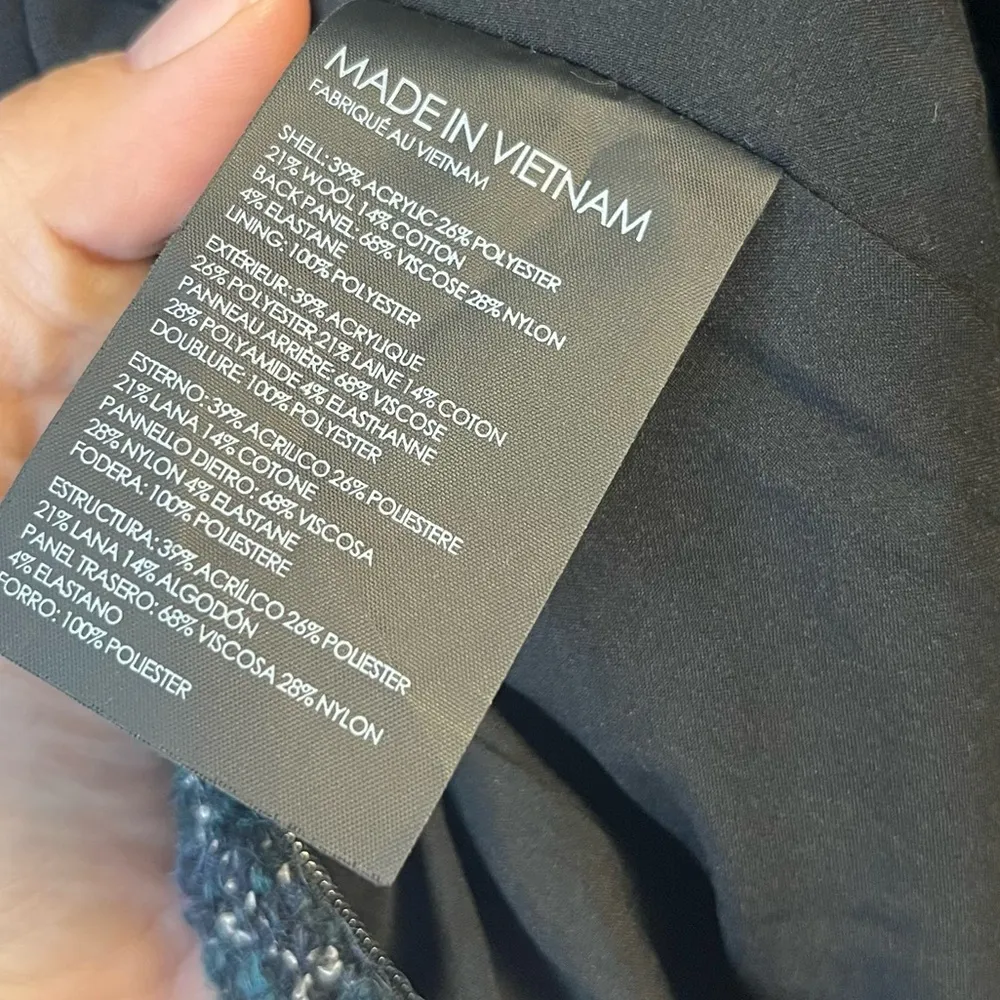 MADE IN VIETNAM
FABRIQUÉ AU VIETNAM
SHELL: 39% ACRYLIC 26% POLYESTER
21% WOOL 14% COTTON
BACK PANEL: 68% VISCOSE 28% NYLON
4% ELASTANE
LINING: 100% POLYESTER
EXTÉRIEUR: 39% ACRYLIQUE
26% POLYESTER 21% LAINE 14% COTON
PANNEAU ARRIÈRE: 68% VISCOSE
28% POLYAMIDE 4% ELASTHANNE
DOUBLURE: 100% POLYESTER
ESTERNO: 39% ACRILICO 26% POLIESTERE
21% LANA 14% COTONE
PANNELLO DIETRO: 68% VISCOSA
28% NYLON 4% ELASTANE
FODERA: 100% POLIESTERE
ESTRUCTURA: 39% ACRÍLICO 26% POLIESTER
21% LANA 14% ALGODÓN
PANEL TRASERO: 68% VISCOSA 28% NYLON
4% ELASTANO
FORRO: 100% POLIESTER